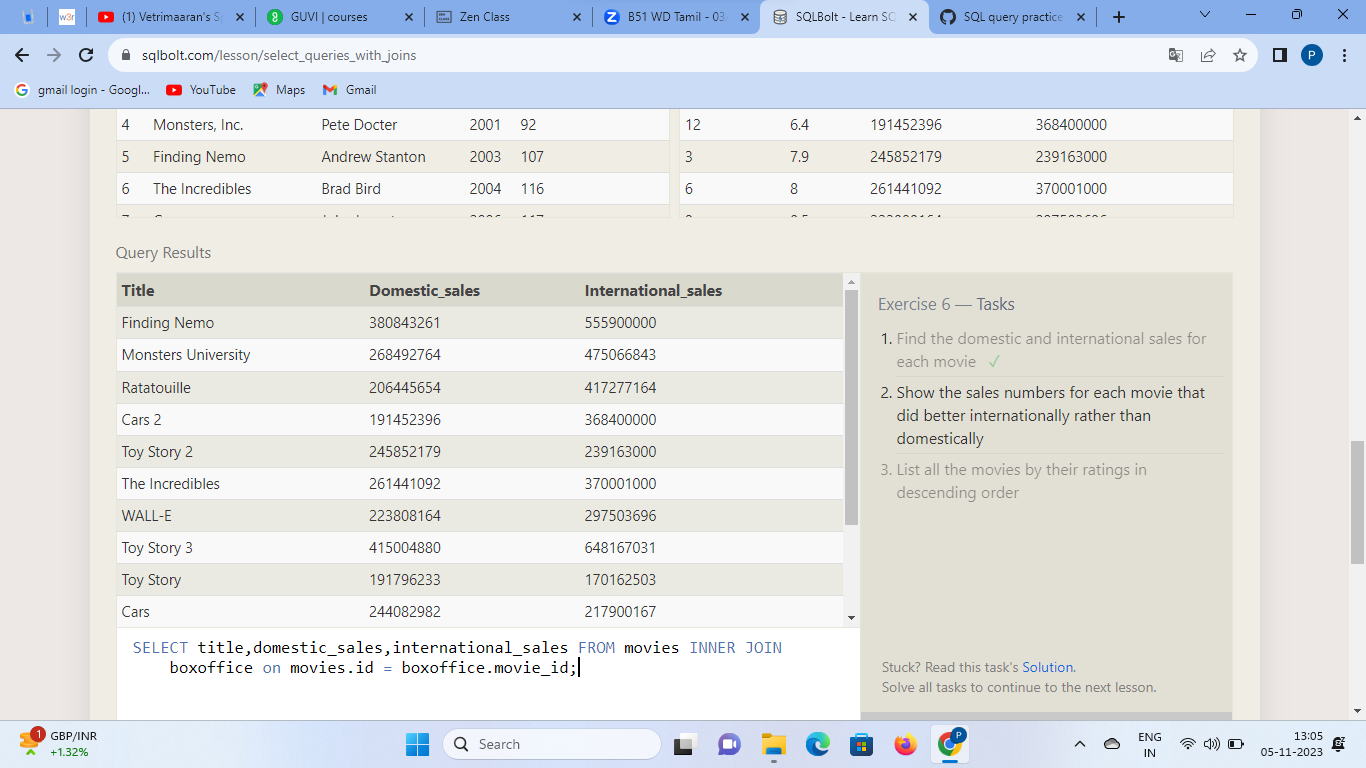 (1) Vetrimaaran's S
GUVI | courses
Zen Class
B51 WD Tamil - 03
SQLBolt - Learn SQ
SQL query practice
sqlbolt.com/lesson/select_queries_with_joins
P
gmail login - Googl...
YouTube
Maps
Gmail
4 Monsters, Inc. Pete Docter 2001 92
12 6.4 191452396 368400000
5 Finding Nemo Andrew Stanton 2003 107
3 7.9 245852179 239163000
6 The Incredibles Brad Bird 2004 116
6 8 261441092 370001000
Query Results
Title Domestic_sales International_sales
Finding Nemo 380843261 555900000
Monsters University 268492764 475066843
Ratatouille 206445654 417277164
Cars 2 191452396 368400000
Toy Story 2 245852179 239163000
The Incredibles 261441092 370001000
WALL-E 223808164 297503696
Toy Story 3 415004880 648167031
Toy Story 191796233 170162503
Cars 244082982 217900167
SELECT title,domestic_sales,international_sales FROM movies INNER JOIN
boxoffice on movies.id = boxoffice.movie_id;
Exercise 6 — Tasks
1. Find the domestic and international sales for
each movie ✓
2. Show the sales numbers for each movie that
did better internationally rather than
domestically
3. List all the movies by their ratings in
descending order
Stuck? Read this task's Solution.
Solve all tasks to continue to the next lesson.
1
GBP/INR
+1.32%
Search
P
ENG
IN
13:05
05-11-2023